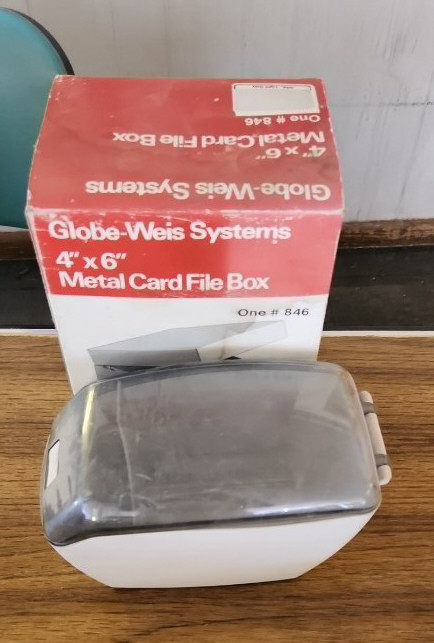 One # 846
4" x 6"
Metal Card File Box
Globe-Weis Systems
Globe-Weis Systems
4" x 6"
Metal Card File Box
One # 846